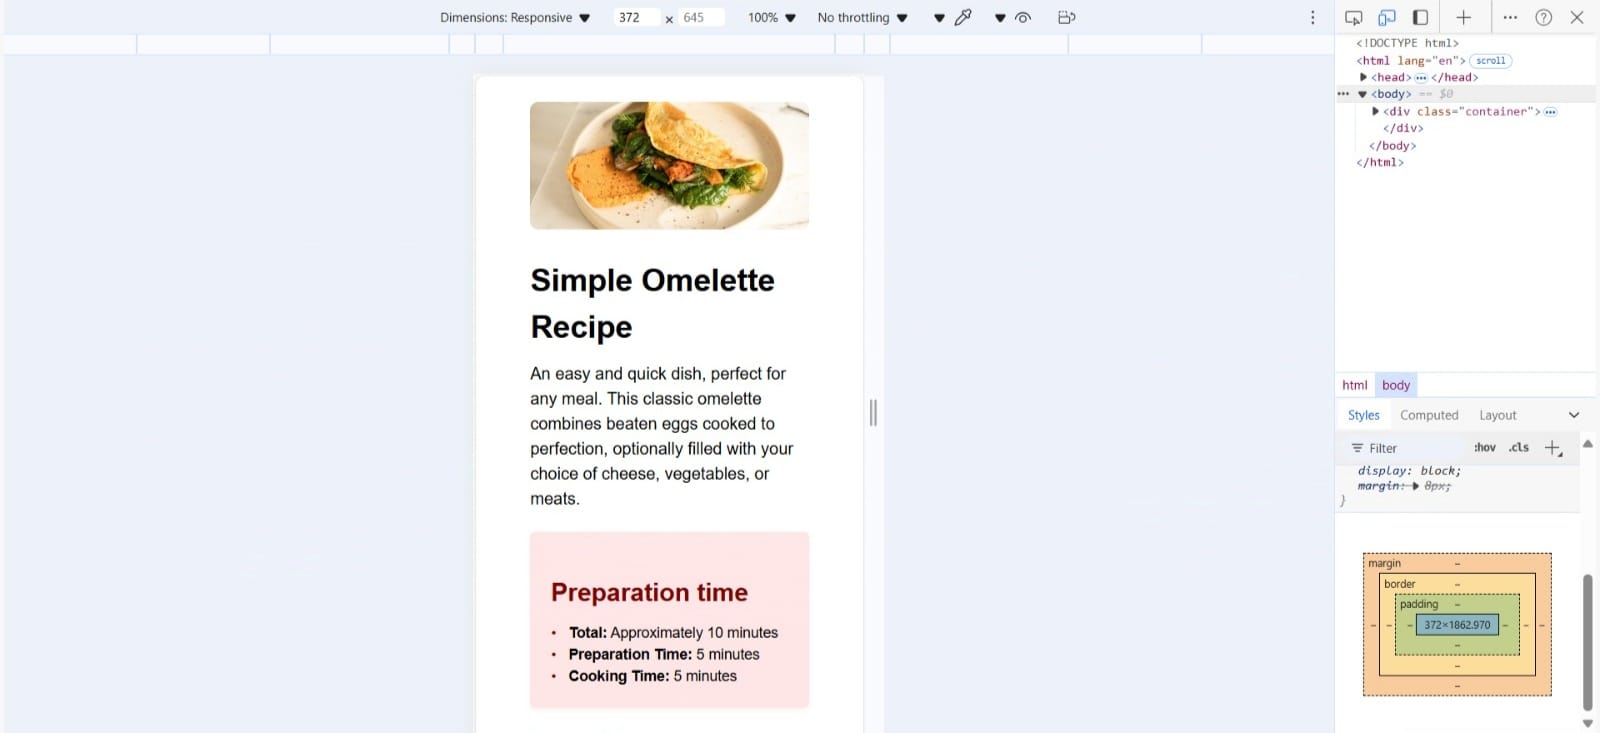 Dimensions: Responsive 372 × 645 100% No throttling
Simple Omelette
Recipe
An easy and quick dish, perfect for
any meal. This classic omelette
combines beaten eggs cooked to
perfection, optionally filled with your
choice of cheese, vegetables, or
meats.
Preparation time
• Total: Approximately 10 minutes
• Preparation Time: 5 minutes
• Cooking Time: 5 minutes
<!DOCTYPE html>
<html lang="en"> scroll
<head> ••• </head>
••• <body> == $0
<div class="container"> •••
</div>
</body>
</html>
html body
Styles Computed Layout
Filter :hov .cls
display: block;
margin: 8px;
}
margin –
border –
padding –
– – – 372×1862.970 – – –
–
–
–